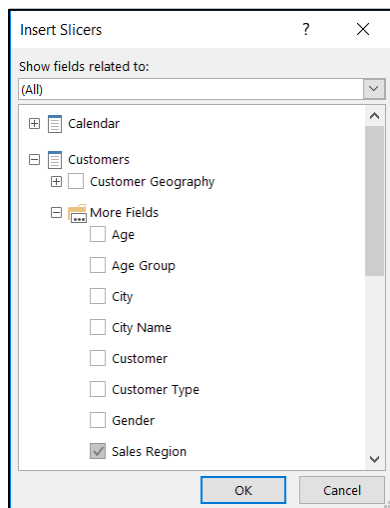 Insert Slicers ?
Show fields related to:
(All)
Calendar
Customers
Customer Geography
More Fields
Age
Age Group
City
City Name
Customer
Customer Type
Gender
Sales Region
OK Cancel